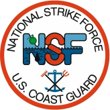 NATIONAL STRIKE FORCE
NSF
U.S. COAST GUARD